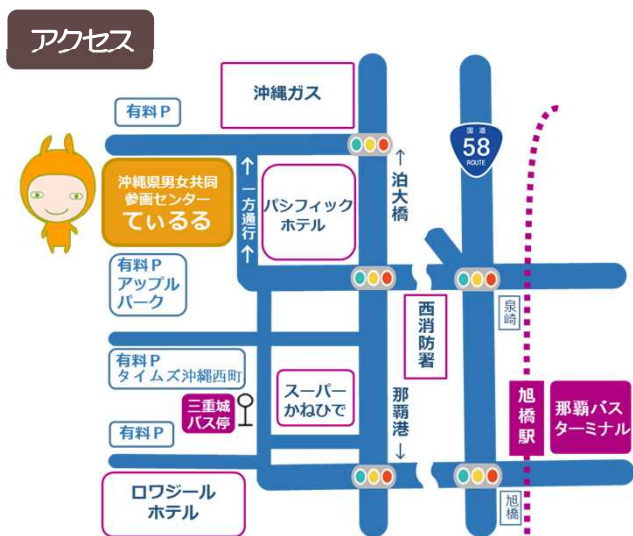 アクセス
沖縄ガス
有料P
国道
58
ROUTE
沖縄県男女共同
参画センター
てぃるる
↑一方通行↑
パシフィック
ホテル
↑泊大橋
有料P
アップル
パーク
西消防署
泉崎
有料P
タイムズ沖縄西町
三重城
バス停
スーパー
かねひで
那覇港↓
旭橋駅
那覇バス
ターミナル
有料P
ロワジール
ホテル
旭橋